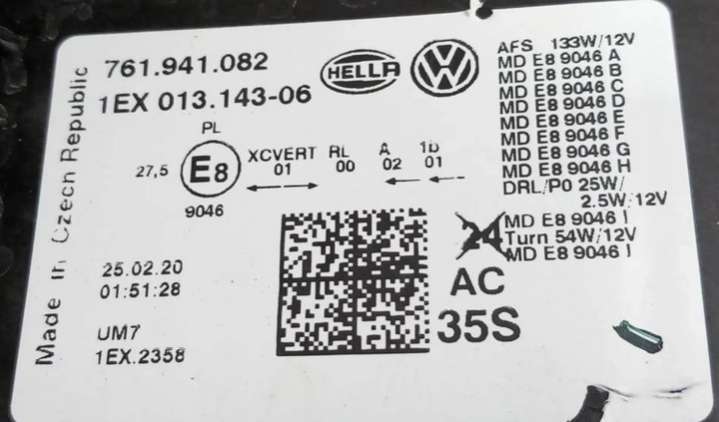 Made in Czech Republic
761.941.082
1EX 013.143-06
HELLA
VW
AFS 133W/12V
MD E8 9046 A
MD E8 9046 B
MD E8 9046 C
MD E8 9046 D
MD E8 9046 E
MD E8 9046 F
MD E8 9046 G
MD E8 9046 H
DRL/PO 25W/
2.5W/12V
MD E8 9046 I
Turn 54W/12V
MD E8 9046 I
PL
27,5
E8
9046
XCVERT RL A 1D
01 00 02 01
24
25.02.20
01:51:28
UM7
1EX.2358
AC
35S